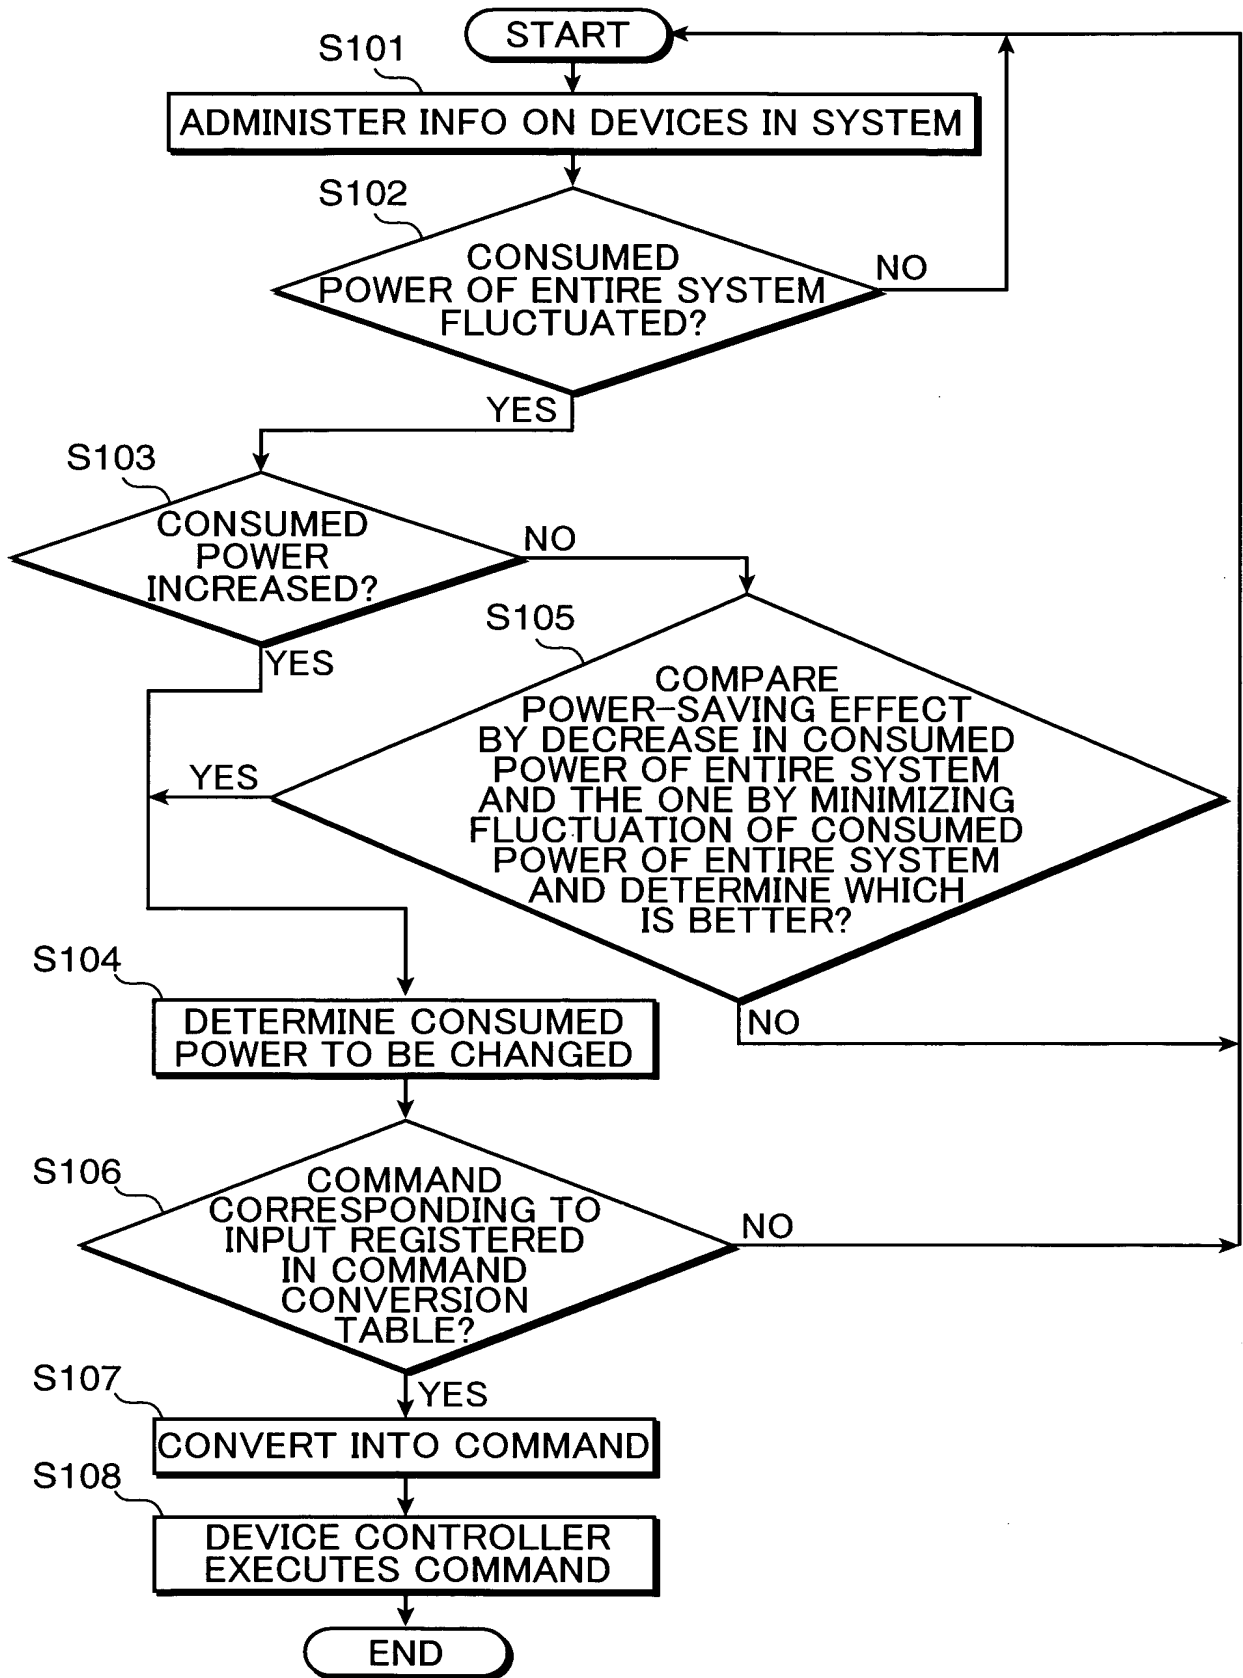 START
S101
ADMINISTER INFO ON DEVICES IN SYSTEM
S102
CONSUMED
POWER OF ENTIRE SYSTEM
FLUCTUATED?
NO
YES
S103
CONSUMED
POWER
INCREASED?
NO
YES
S105
COMPARE
POWER-SAVING EFFECT
BY DECREASE IN CONSUMED
POWER OF ENTIRE SYSTEM
AND THE ONE BY MINIMIZING
FLUCTUATION OF CONSUMED
POWER OF ENTIRE SYSTEM
AND DETERMINE WHICH
IS BETTER?
YES
NO
S104
DETERMINE CONSUMED
POWER TO BE CHANGED
S106
COMMAND
CORRESPONDING TO
INPUT REGISTERED
IN COMMAND
CONVERSION
TABLE?
NO
YES
S107
CONVERT INTO COMMAND
S108
DEVICE CONTROLLER
EXECUTES COMMAND
END